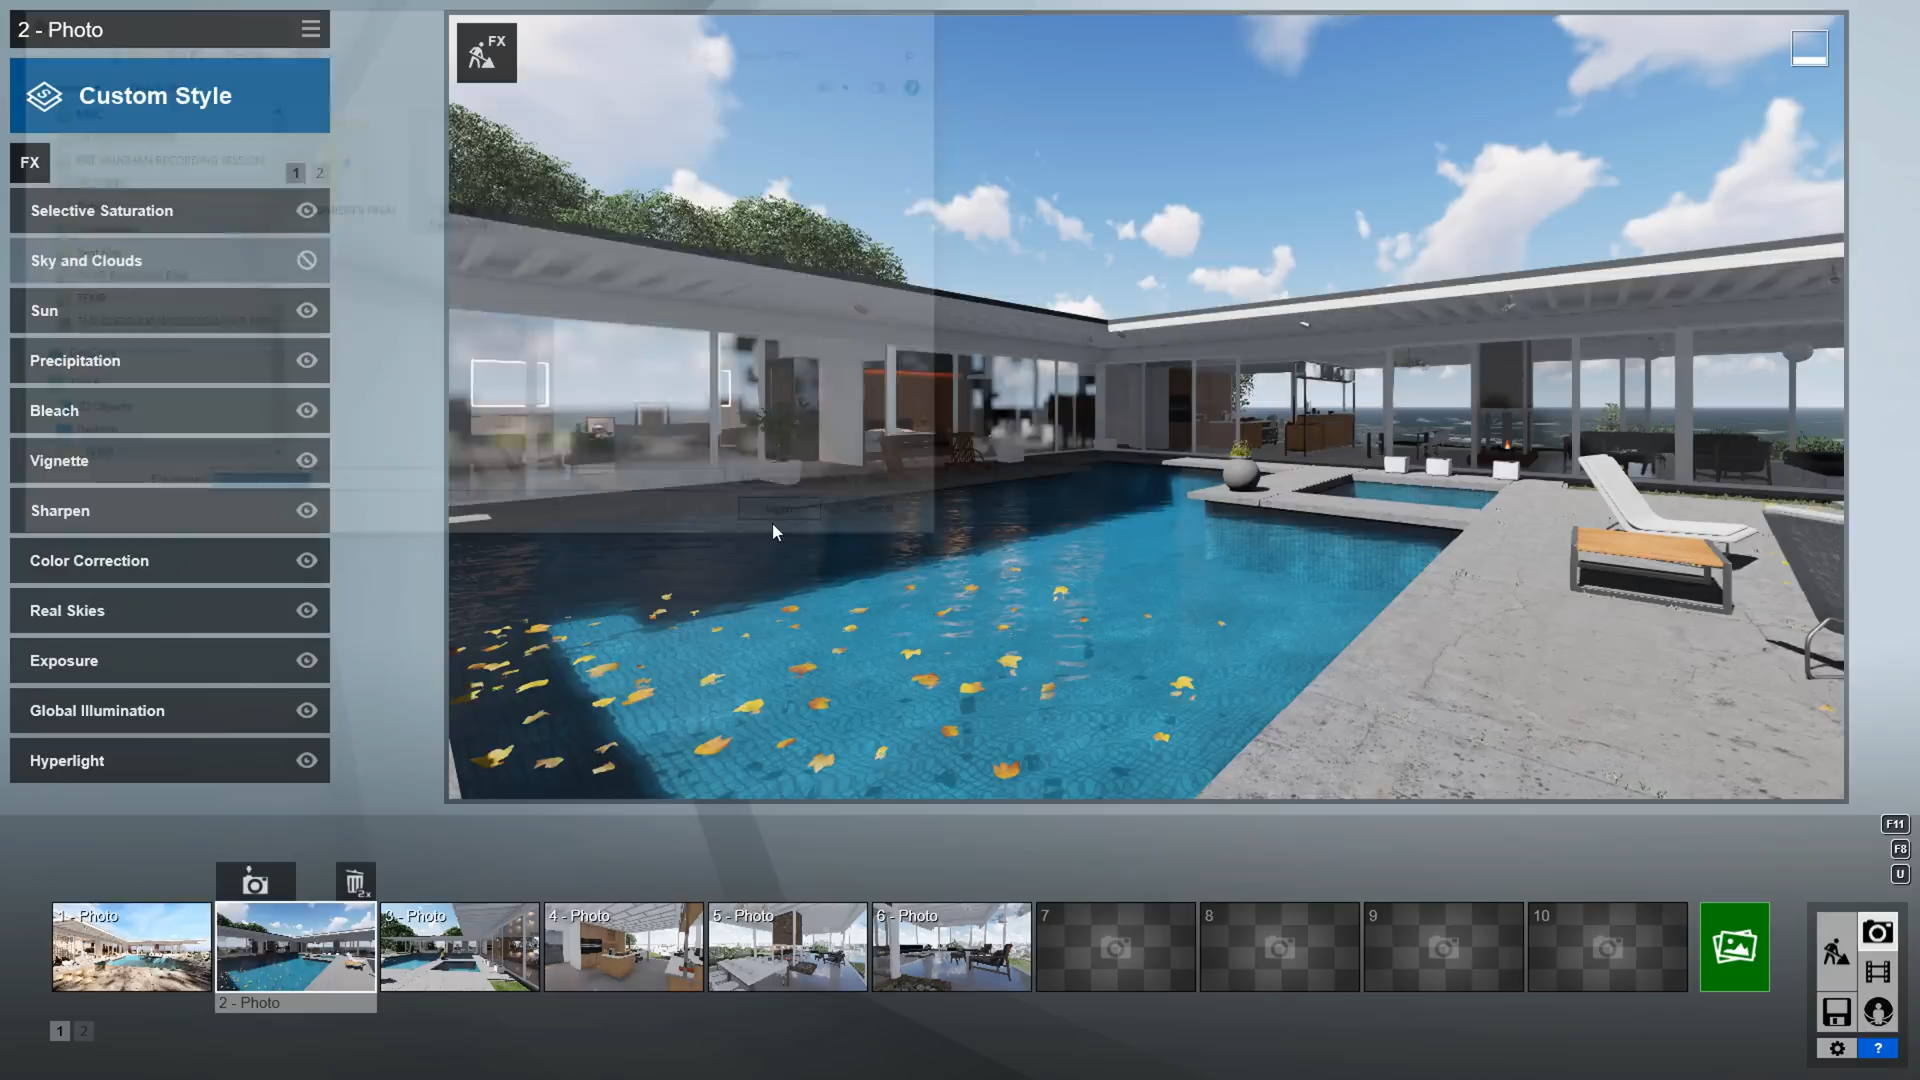 2 - Photo
Custom Style
FX
1 2
Selective Saturation
Sky and Clouds
Sun
Precipitation
Bleach
Vignette
Sharpen
Color Correction
Real Skies
Exposure
Global Illumination
Hyperlight
FX
F11
F8
U
2x
1 - Photo
2 - Photo
3 - Photo
4 - Photo
5 - Photo
6 - Photo
7
8
9
10
1 2
?